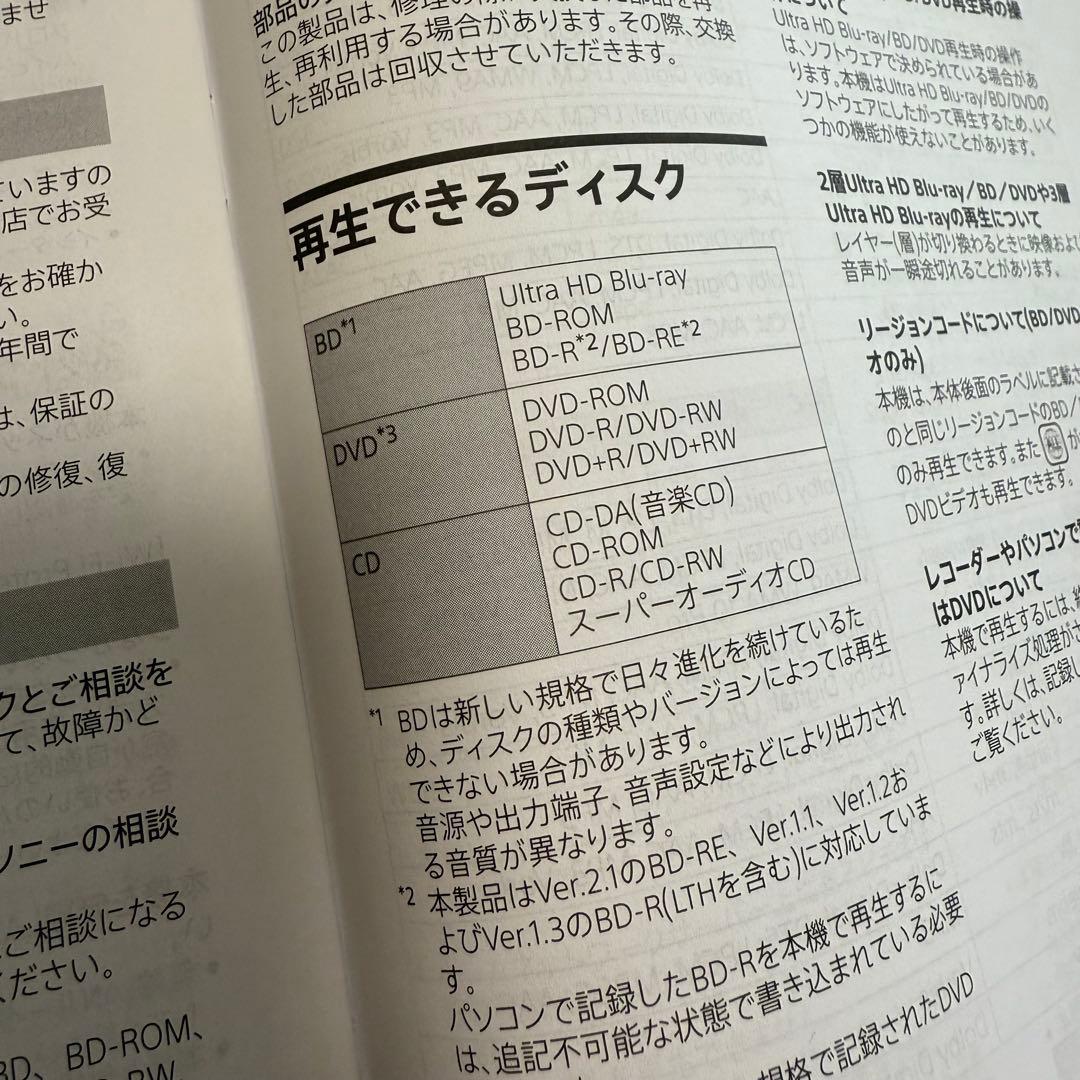 ませ
ていますの
店でお受
をお確か
い。
年間で
は、保証の
の修復、復
クとご相談を
て、故障かど
ソニーの相談
ご相談になる
ください。
BD、BD-ROM、
この製品は、修理の際
する場合があります。その際、交換
生、再利用
した部品は回収させていただきます。
再生できるディスク
BD*1
Ultra HD Blu-ray
BD-ROM
BD-R*2/BD-RE*2
DVD*3
DVD-ROM
DVD-R/DVD-RW
DVD+R/DVD+RW
CD
CD-DA(音楽CD)
CD-ROM
CD-R/CD-RW
スーパーオーディオCD
*1 BDは新しい規格で日々進化を続けているた
め、ディスクの種類やバージョンによっては再生
できない場合があります。
音源や出力端子、音声設定などにより出力され
る音質が異なります。
*2 本製品はVer.2.1のBD-RE、Ver.1.1、Ver.1.2お
よびVer.1.3のBD-R(LTHを含む)に対応していま
す。
パソコンで記録したBD-Rを本機で再生するに
は、追記不可能な状態で書き込まれている必要
規格で記録されたDVD
DVD再生時の操
について
Ultra HD Blu-ray/BD/DVD再生時の操作
は、ソフトウェアで決められている場合があ
ります。本機はUltra HD Blu-ray/BD/DVDの
ソフトウェアにしたがって再生するため、いく
つかの機能が使えないことがあります。
2層Ultra HD Blu-ray/BD/DVDや3層
Ultra HD Blu-rayの再生について
レイヤー(層)が切り換わるときに映像および
音声が一瞬途切れることがあります。
リージョンコードについて(BD/DVD
オのみ)
本機は、本体後面のラベルに記載さ
のと同じリージョンコードのBD/
のみ再生できます。また ALL が
DVDビデオも再生できます。
レコーダーやパソコンで
はDVDについて
本機で再生するには、
アイナライズ処理が
す。詳しくは、記録し
ご覧ください。